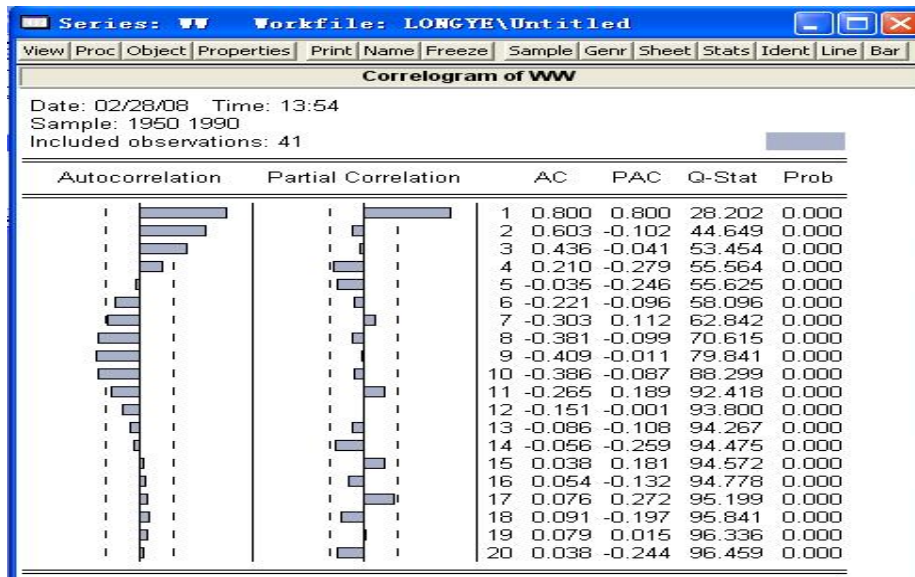 Series: WW Workfile: LONGYE\Untitled
View Proc Object Properties Print Name Freeze Sample Genr Sheet Stats Ident Line Bar
Correlogram of WW
Date: 02/28/08 Time: 13:54
Sample: 1950 1990
Included observations: 41
Autocorrelation Partial Correlation AC PAC Q-Stat Prob
1 0.800 0.800 28.202 0.000
2 0.603 -0.102 44.649 0.000
3 0.436 -0.041 53.454 0.000
4 0.210 -0.279 55.564 0.000
5 -0.035 -0.246 55.625 0.000
6 -0.221 -0.096 58.096 0.000
7 -0.303 0.112 62.842 0.000
8 -0.381 -0.099 70.615 0.000
9 -0.409 -0.011 79.841 0.000
10 -0.386 -0.087 88.299 0.000
11 -0.265 0.189 92.418 0.000
12 -0.151 -0.001 93.800 0.000
13 -0.086 -0.108 94.267 0.000
14 -0.056 -0.259 94.475 0.000
15 0.038 0.181 94.572 0.000
16 0.054 -0.132 94.778 0.000
17 0.076 0.272 95.199 0.000
18 0.091 -0.197 95.841 0.000
19 0.079 0.015 96.336 0.000
20 0.038 -0.244 96.459 0.000